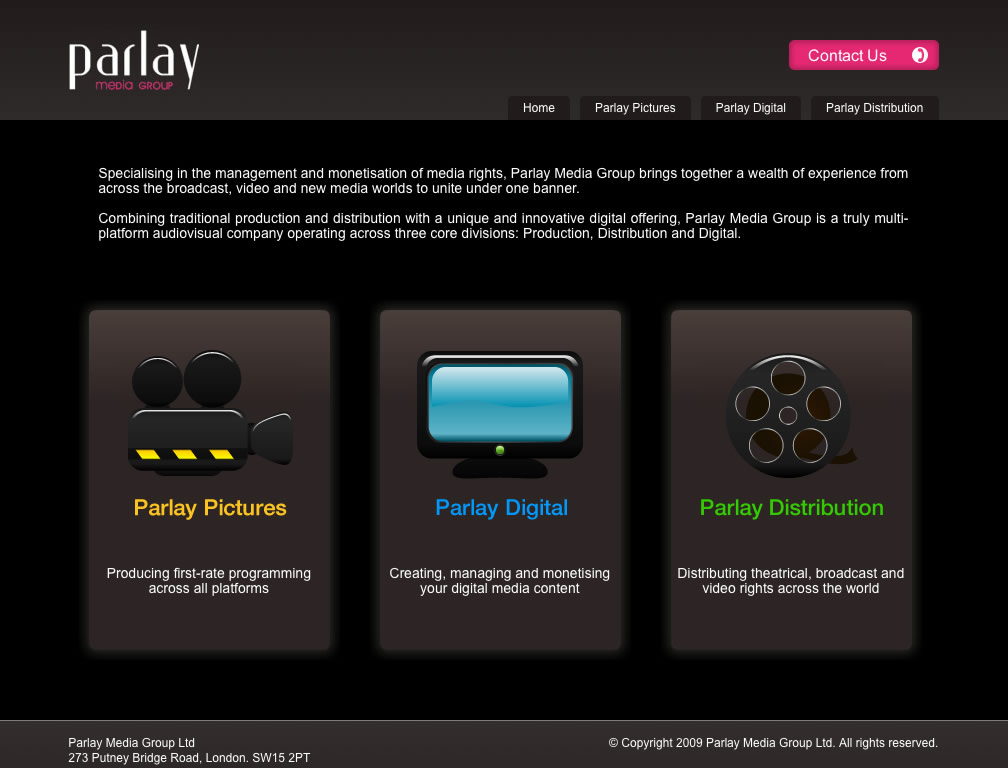 parlay
media GROUP
Contact Us
Home
Parlay Pictures
Parlay Digital
Parlay Distribution
Specialising in the management and monetisation of media rights, Parlay Media Group brings together a wealth of experience from
across the broadcast, video and new media worlds to unite under one banner.
Combining traditional production and distribution with a unique and innovative digital offering, Parlay Media Group is a truly multi-
platform audiovisual company operating across three core divisions: Production, Distribution and Digital.
Parlay Pictures
Producing first-rate programming
across all platforms
Parlay Digital
Creating, managing and monetising
your digital media content
Parlay Distribution
Distributing theatrical, broadcast and
video rights across the world
Parlay Media Group Ltd
273 Putney Bridge Road, London. SW15 2PT
© Copyright 2009 Parlay Media Group Ltd. All rights reserved.